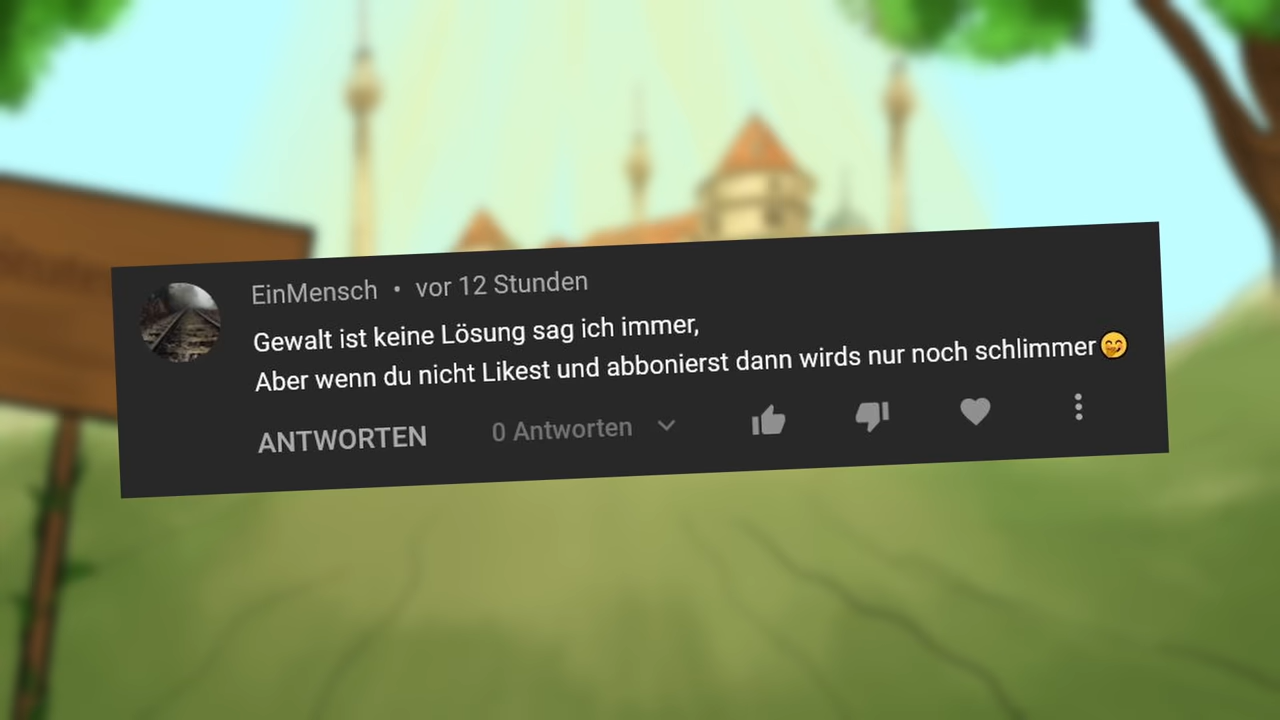 EinMensch • vor 12 Stunden
Gewalt ist keine Lösung sag ich immer,
Aber wenn du nicht Likest und abbonierst dann wirds nur noch schlimmer🤭
ANTWORTEN 0 Antworten